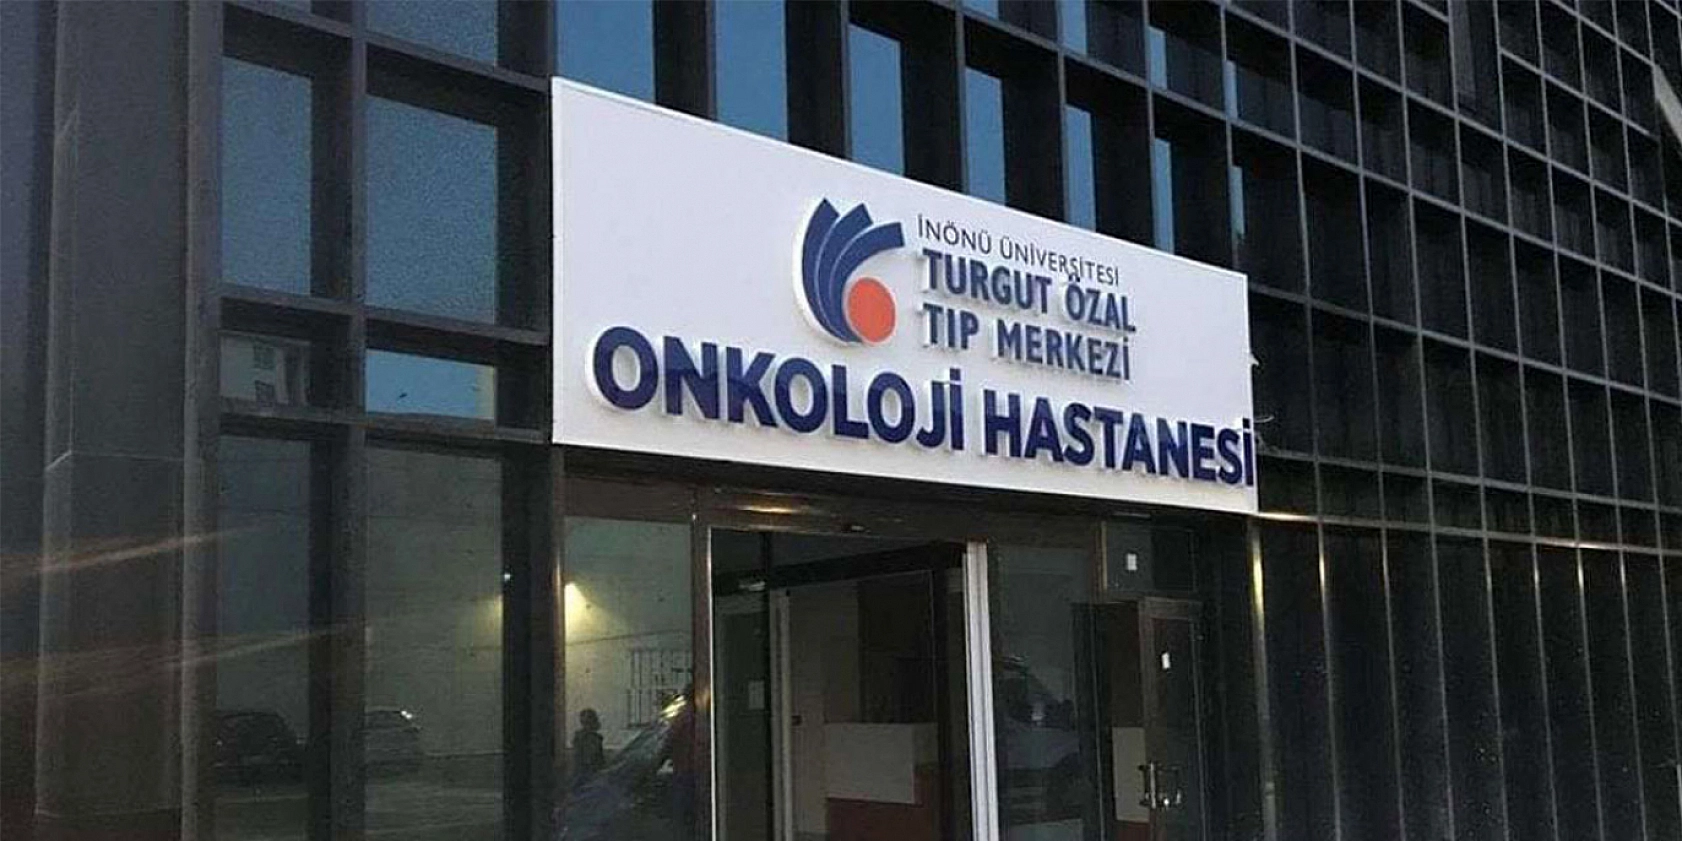 İNÖNÜ ÜNİVERSİTESİ
TURGUT ÖZAL
TIP MERKEZİ
ONKOLOJİ HASTANESİ